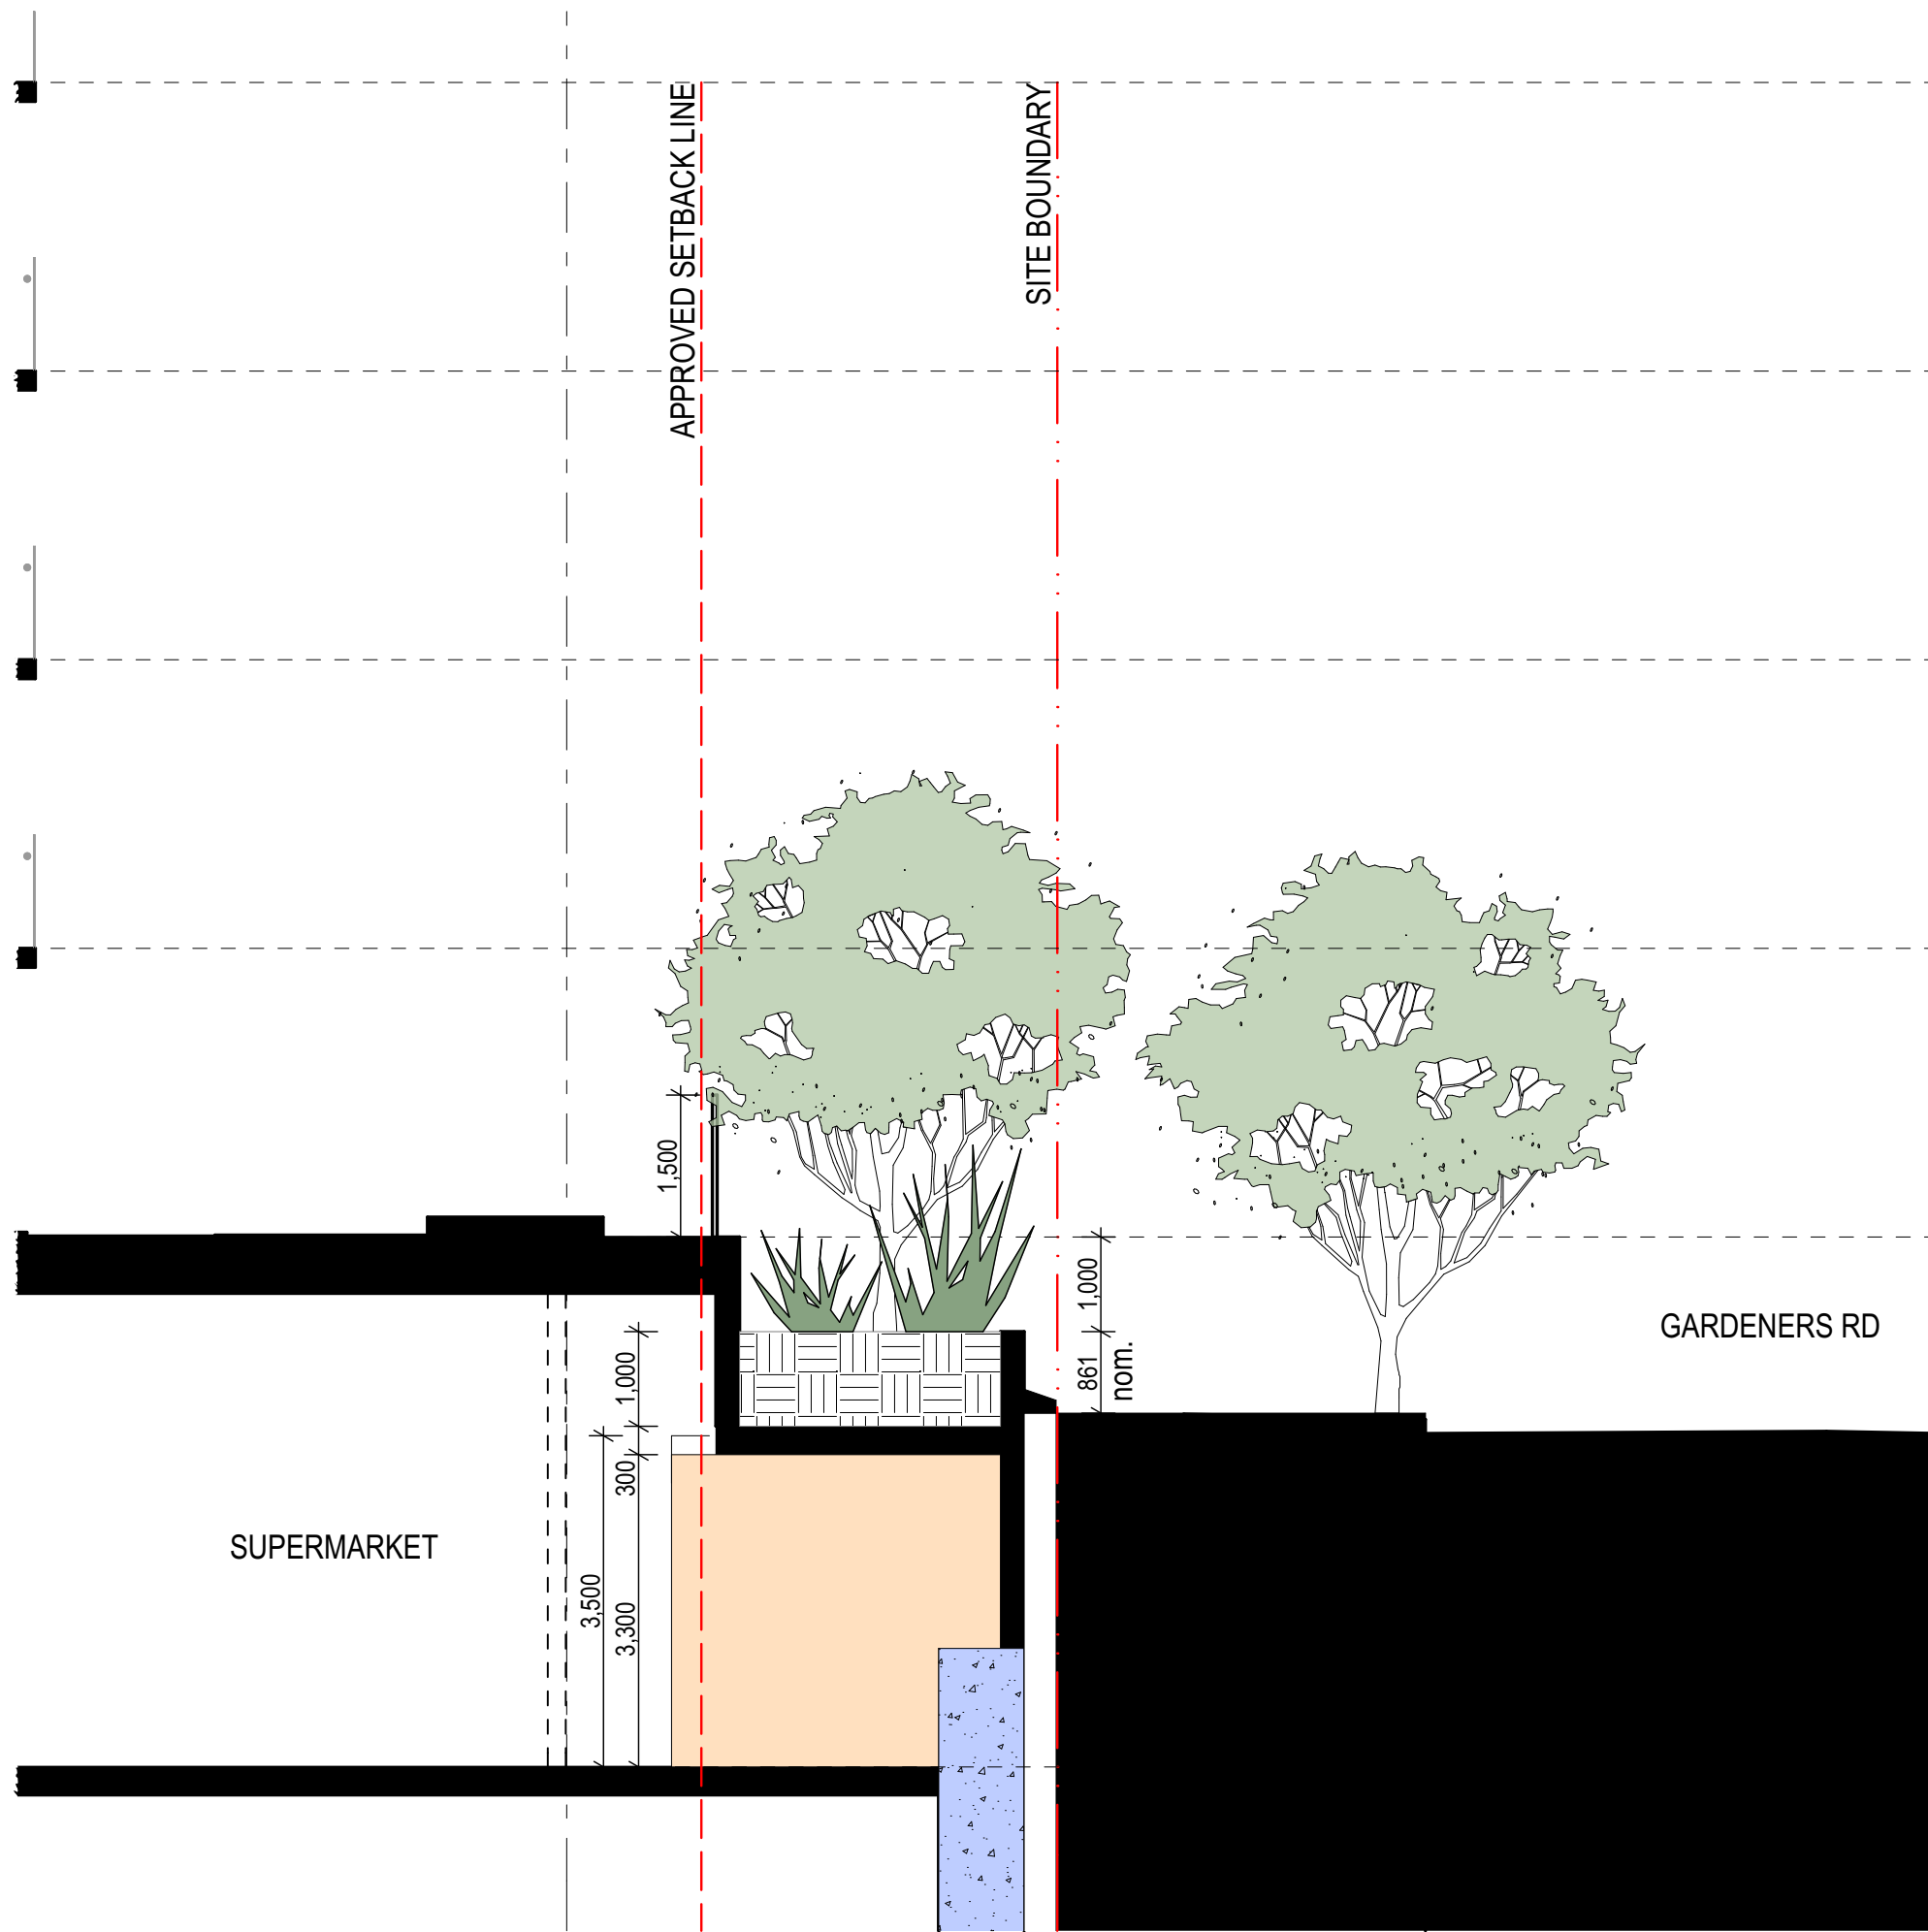 APPROVED SETBACK LINE
SITE BOUNDARY
1,500
1,000
861
nom.
GARDENERS RD
1,000
300
3,500
3,300
SUPERMARKET